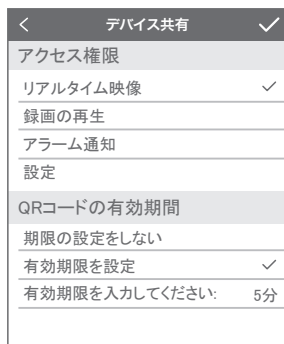 デバイス共有
アクセス権限
リアルタイム映像
録画の再生
アラーム通知
設定
QRコードの有効期間
期限の設定をしない
有効期限を設定
有効期限を入力してください: 5分